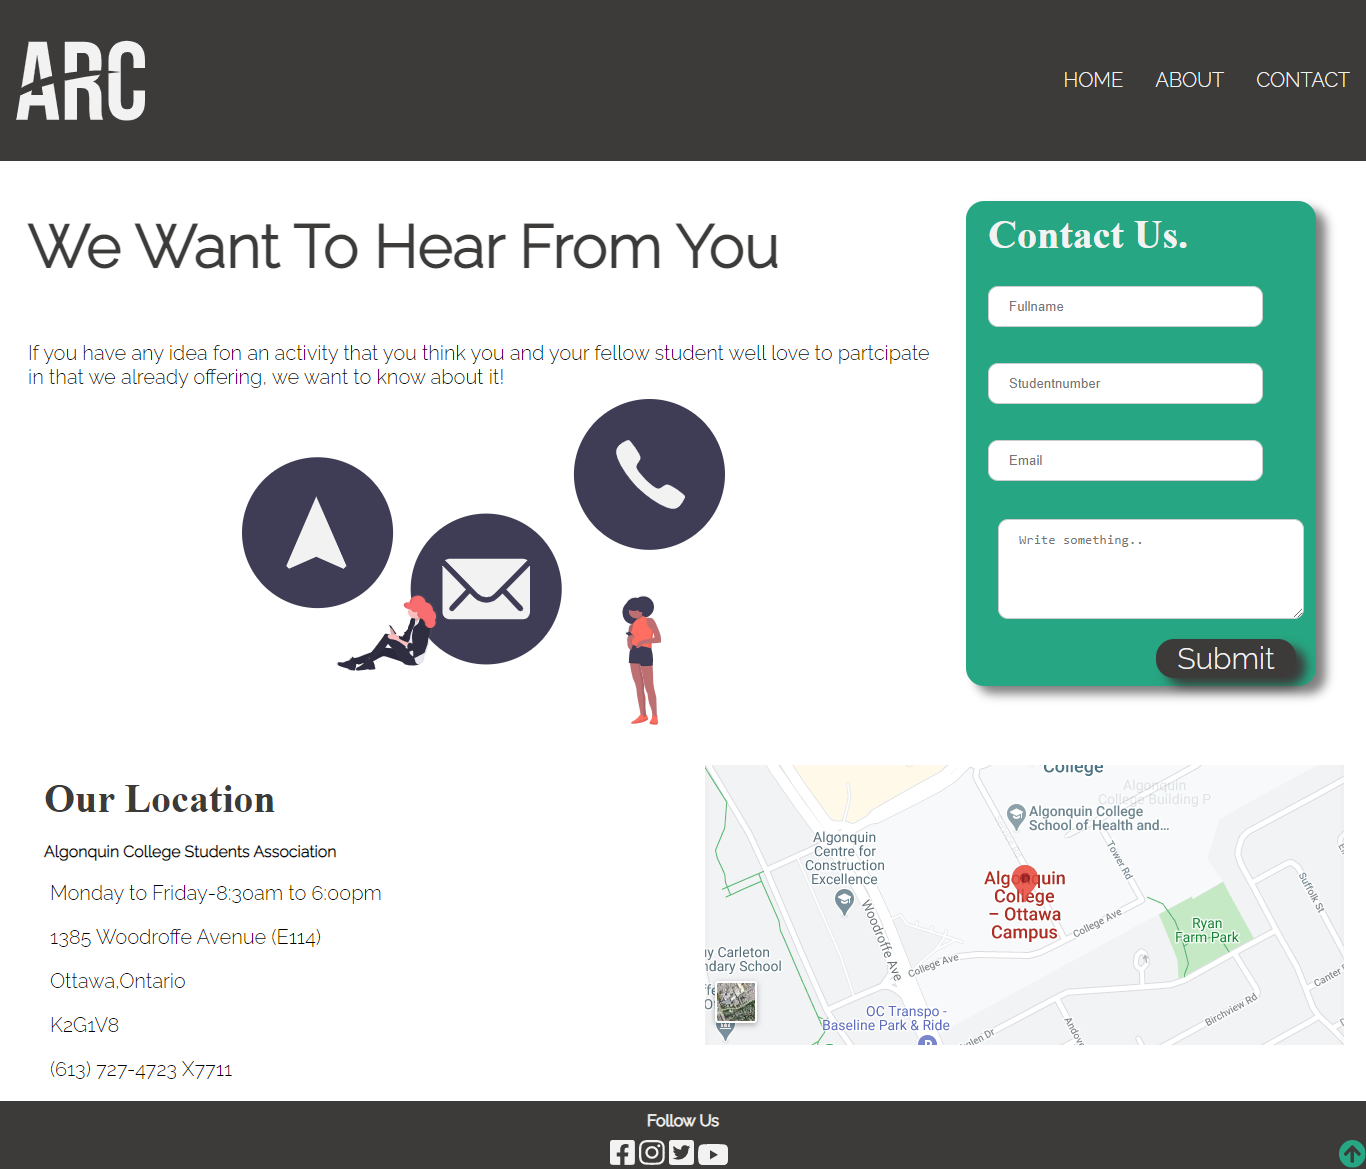 ARC
HOME ABOUT CONTACT
We Want To Hear From You
If you have any idea fon an activity that you think you and your fellow student well love to partcipate
in that we already offering, we want to know about it!
Contact Us.
Fullname
Studentnumber
Email
Write something..
Submit
Our Location
Algonquin College Students Association
Monday to Friday-8:30am to 6:00pm
1385 Woodroffe Avenue (E114)
Ottawa,Ontario
K2G1V8
(613) 727-4723 X7711
College
Algonquin
College Building P
Algonquin College
School of Health and...
Algonquin
Centre for
Construction
Excellence
Tower Rd
Algonquin
College
– Ottawa
Campus
Suffolk St
Woodroffe Ave
College Ave
College Ave
Ryan
Farm Park
uy Carleton
ndary School
Canter
Birchview Rd
OC Transpo -
Baseline Park & Ride
alen Dr
Andove
Follow Us